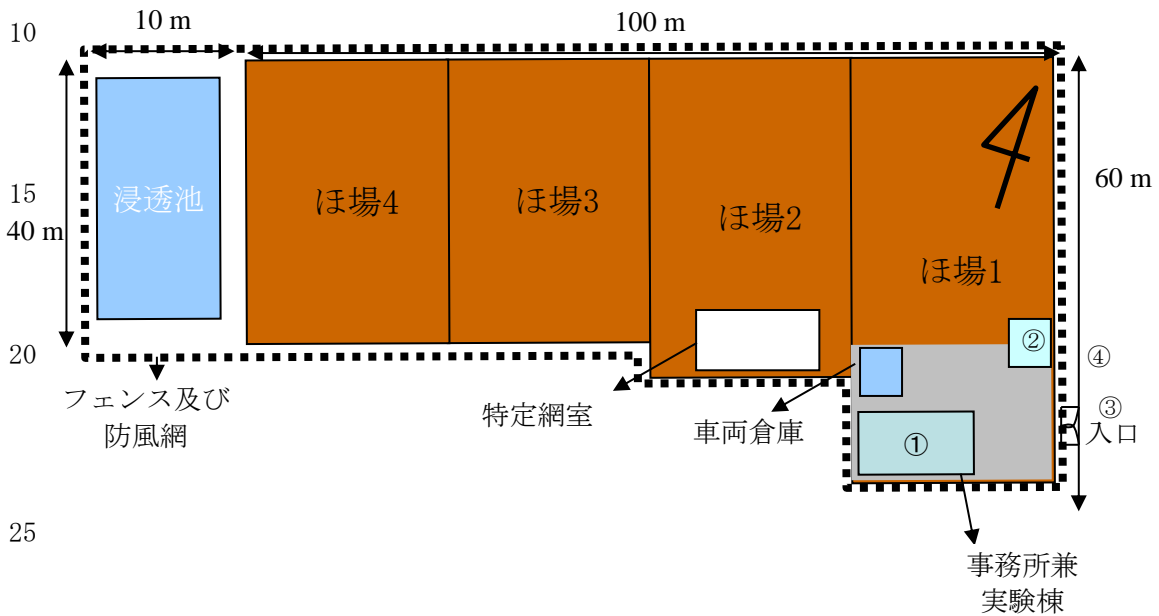 10
10 m
100 m
15
40 m
浸透池
ほ場4
ほ場3
ほ場2
ほ場1
60 m
20
②
④
フェンス及び
防風網
特定網室
車両倉庫
①
③
入口
25
事務所兼
実験棟